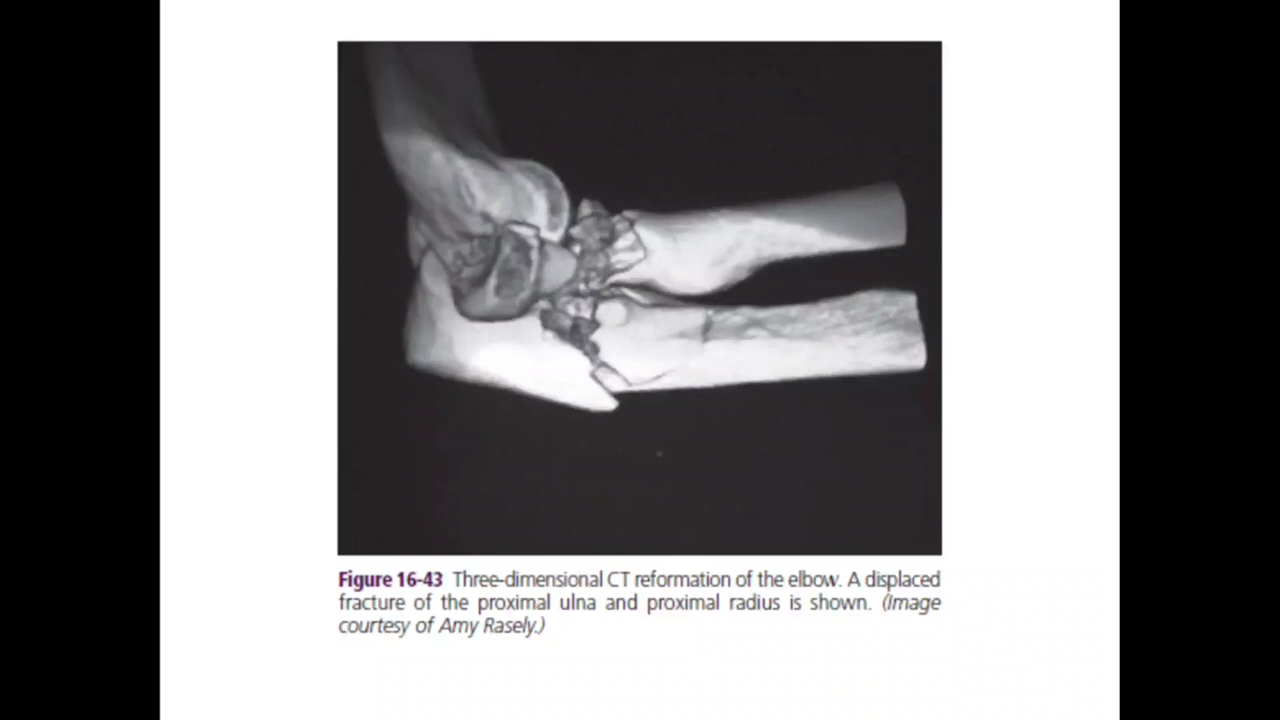 Figure 16-43 Three-dimensional CT reformation of the elbow. A displaced
fracture of the proximal ulna and proximal radius is shown. (Image
courtesy of Amy Rasely.)